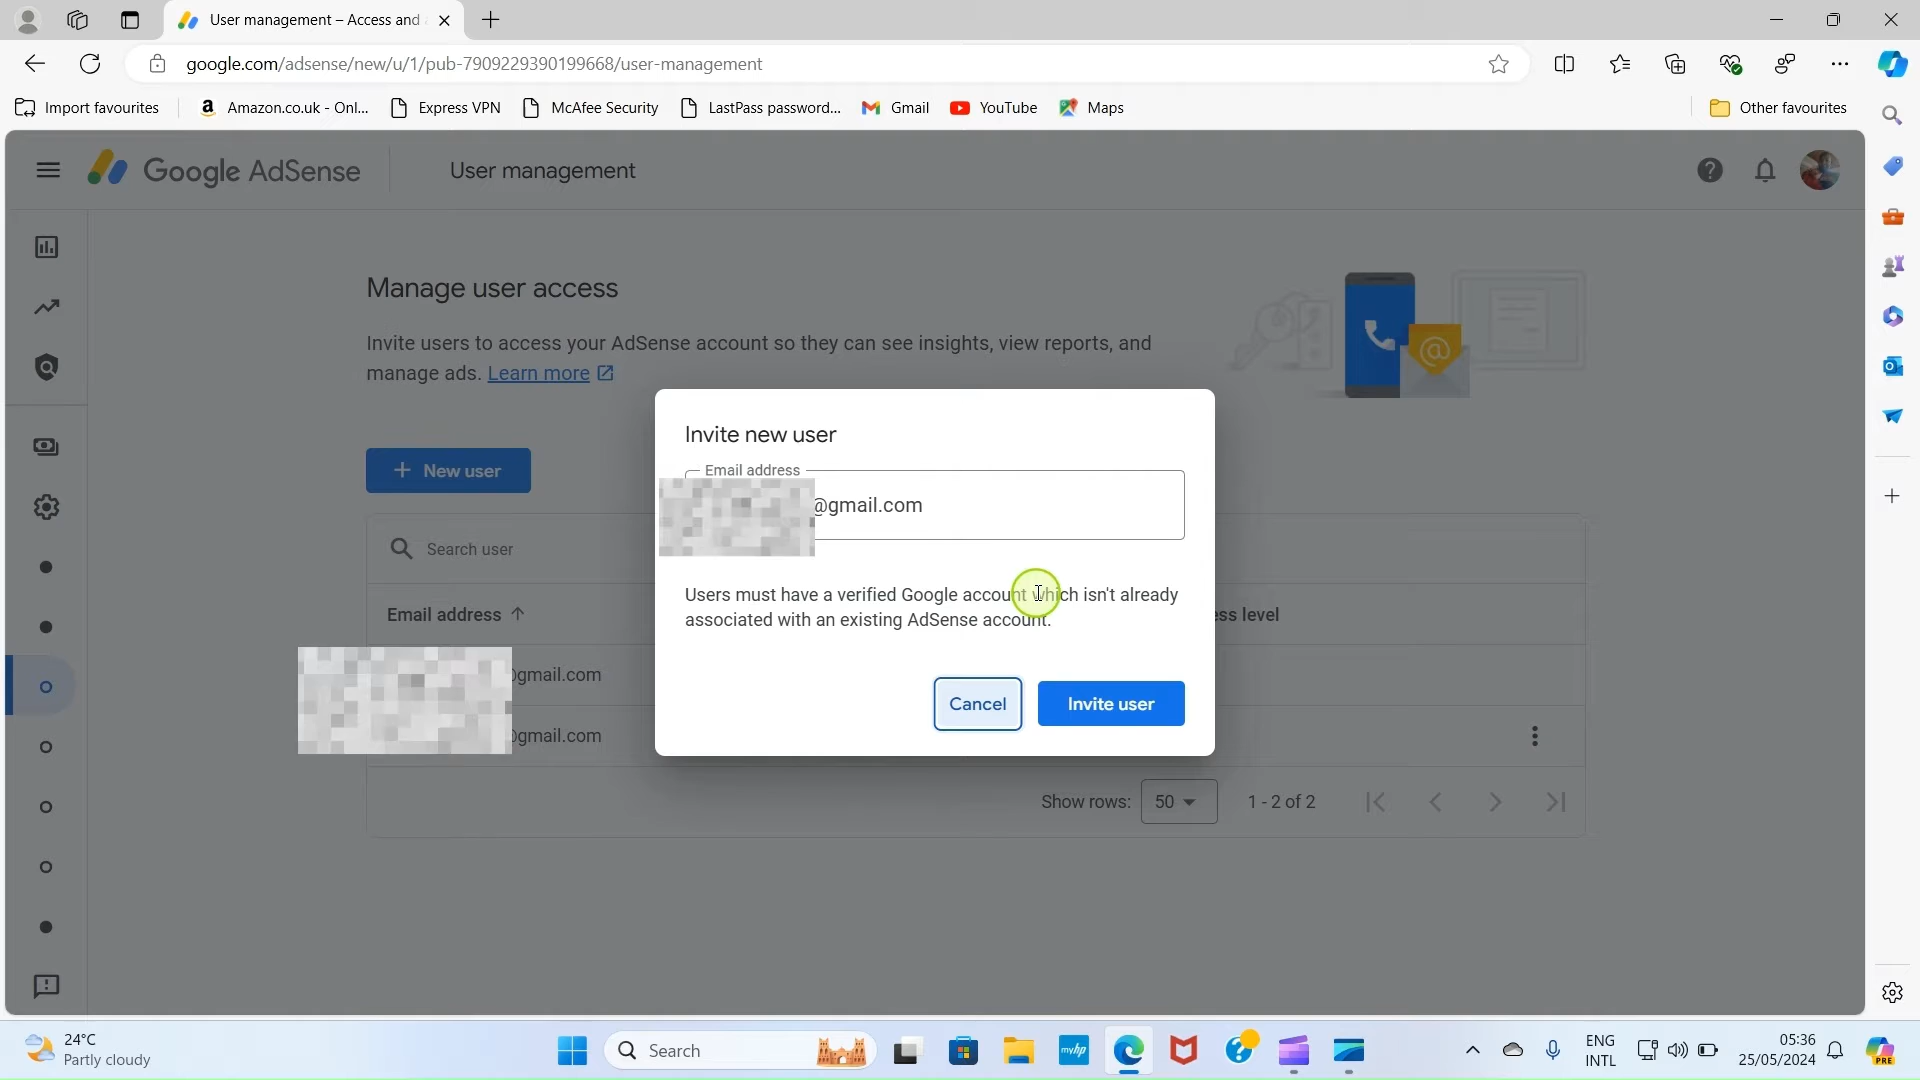 User management – Access and
google.com/adsense/new/u/1/pub-7909229390199668/user-management
Import favourites
Amazon.co.uk - Onl...
Express VPN
McAfee Security
LastPass password...
Gmail
YouTube
Maps
Other favourites
Google AdSense
User management
Manage user access
Invite users to access your AdSense account so they can see insights, view reports, and
manage ads. Learn more
@
+ New user
Invite new user
Email address
@gmail.com
Search user
Users must have a verified Google account which isn't already
associated with an existing AdSense account.
Email address
ess level
@gmail.com
Cancel
Invite user
@gmail.com
Show rows:
50
1 - 2 of 2
24°C
Partly cloudy
Search
myhp
ENG
INTL
05:36
25/05/2024
PRE